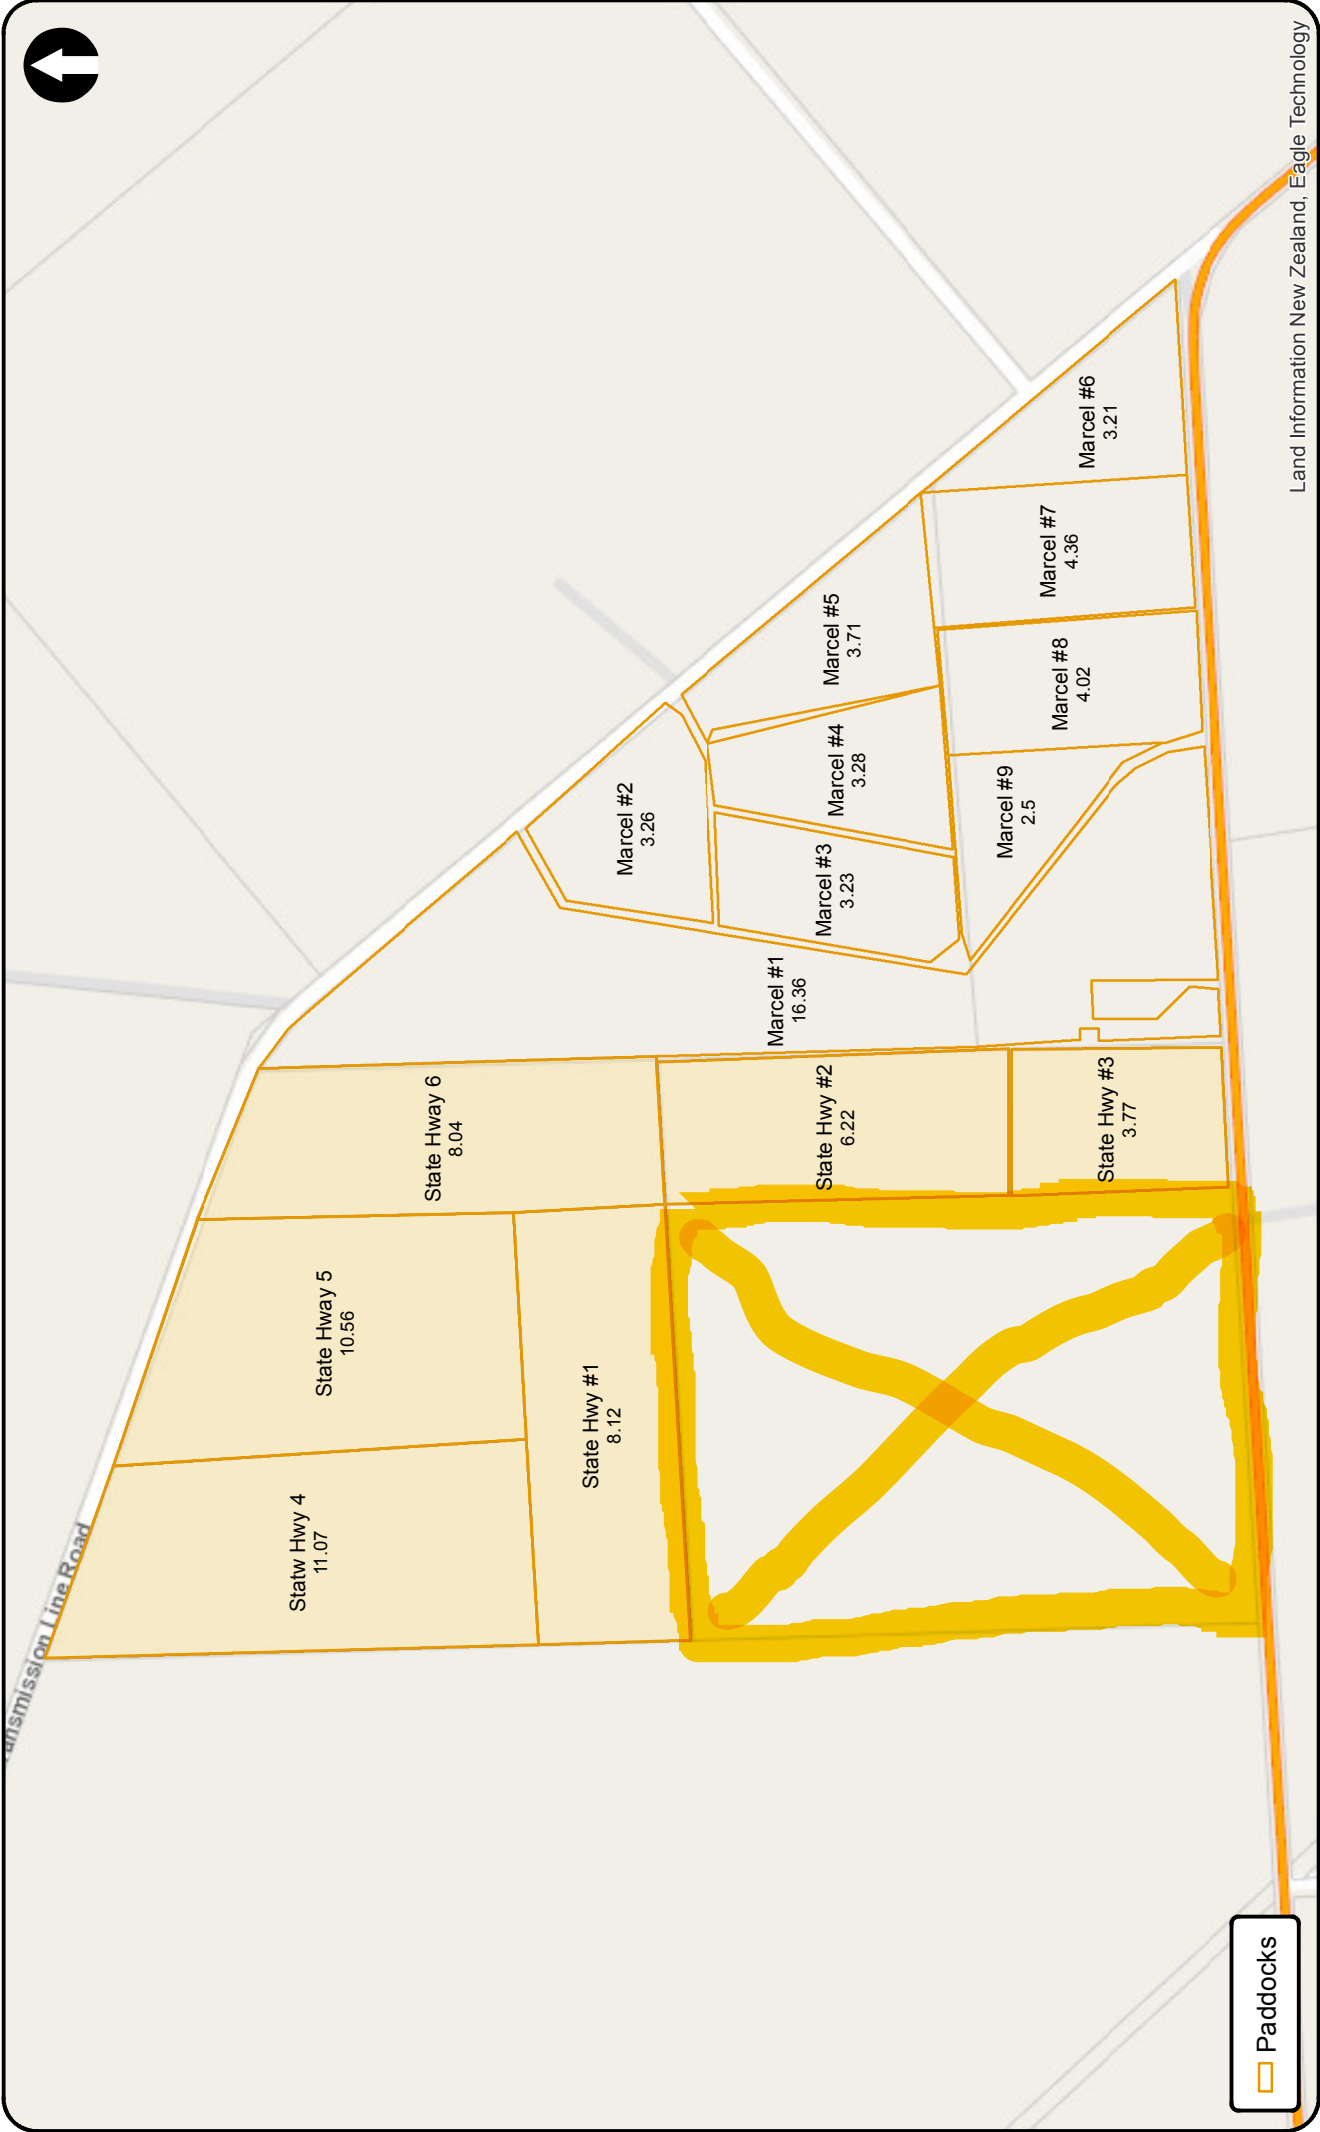 Transmission Line Road
Statw Hwy 4
11.07
State Hway 5
10.56
State Hway 6
8.04
State Hwy #1
8.12
State Hwy #2
6.22
State Hwy #3
3.77
Marcel #1
16.36
Marcel #2
3.26
Marcel #3
3.23
Marcel #4
3.28
Marcel #5
3.71
Marcel #6
3.21
Marcel #7
4.36
Marcel #8
4.02
Marcel #9
2.5
Paddocks
Land Information New Zealand, Eagle Technology